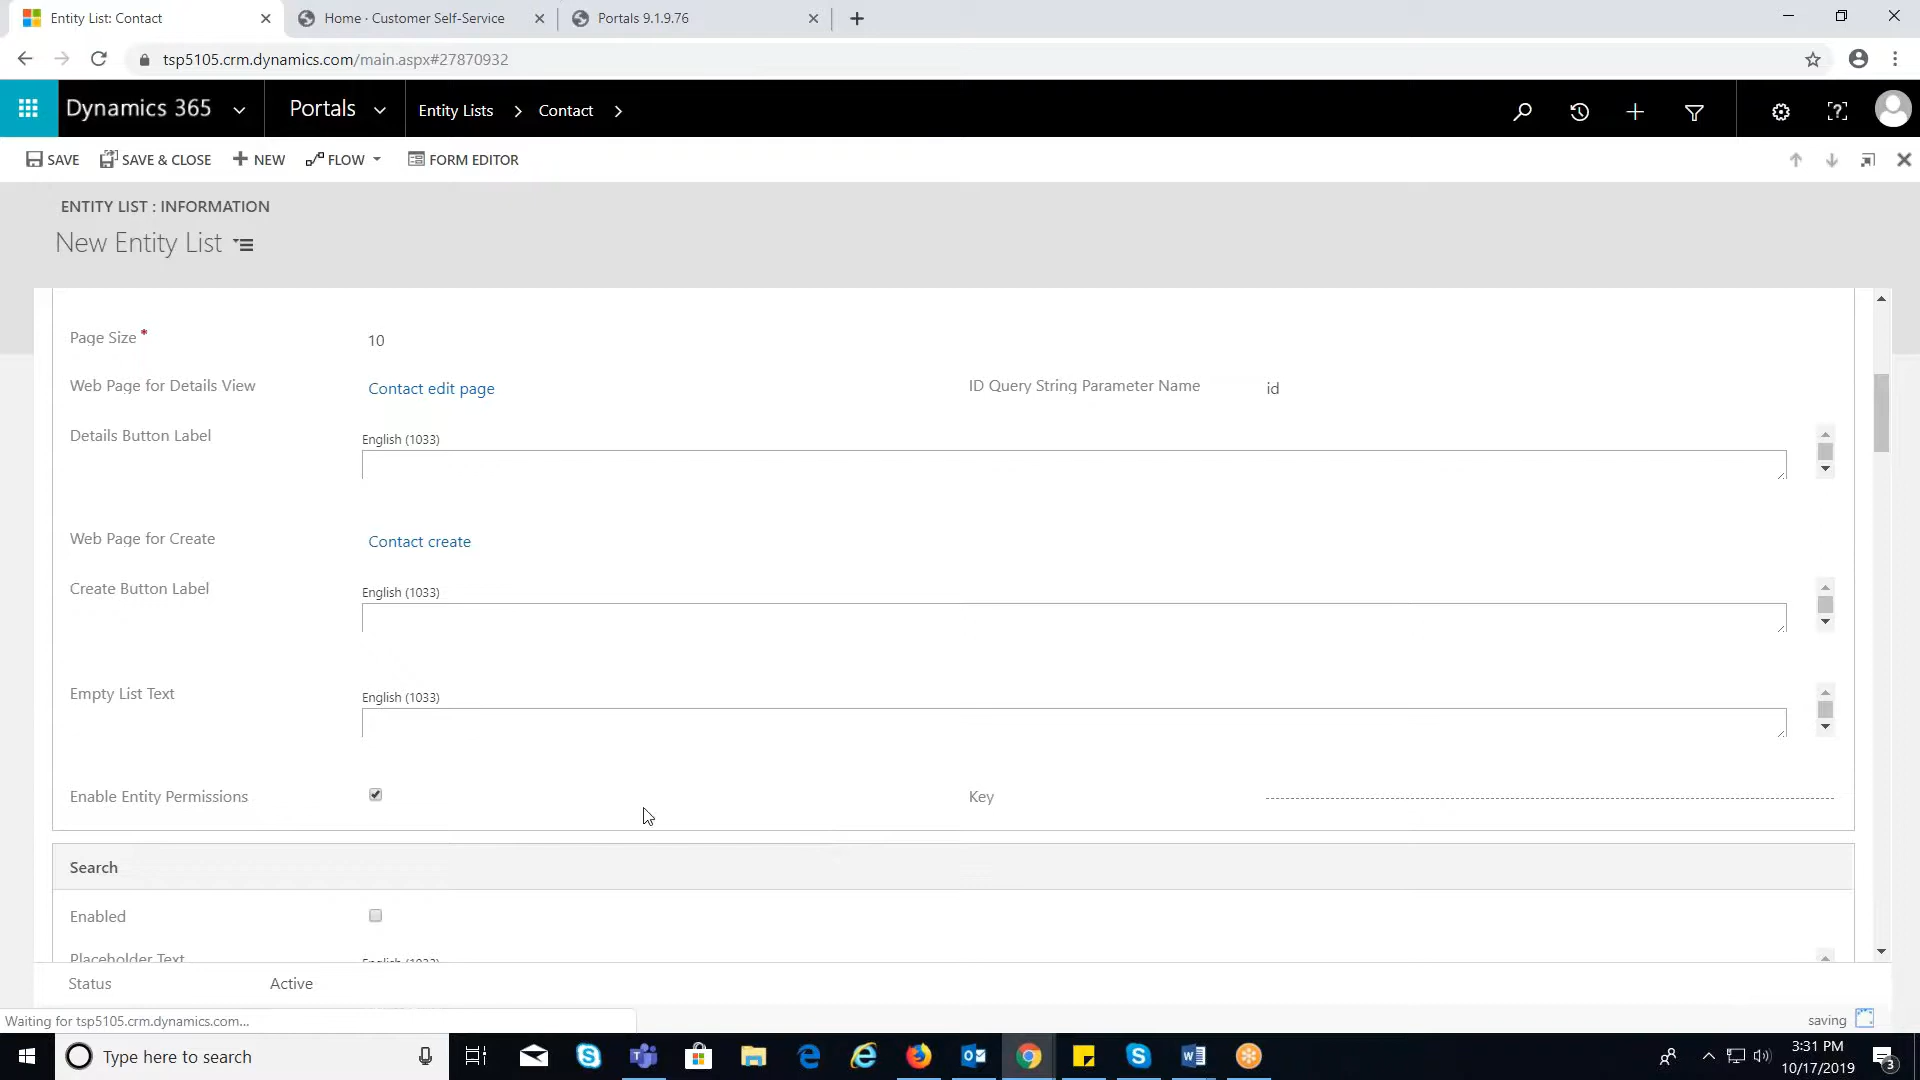 Entity List: Contact
Home · Customer Self-Service
Portals 9.1.9.76
tsp5105.crm.dynamics.com/main.aspx#27870932
Dynamics 365
Portals
Entity Lists
Contact
SAVE
SAVE & CLOSE
NEW
FLOW
FORM EDITOR
ENTITY LIST : INFORMATION
New Entity List
Page Size *
10
Web Page for Details View
Contact edit page
ID Query String Parameter Name
id
Details Button Label
English (1033)
Web Page for Create
Contact create
Create Button Label
English (1033)
Empty List Text
English (1033)
Enable Entity Permissions
Key
Search
Enabled
Placeholder Text
English (1033)
Status
Active
Waiting for tsp5105.crm.dynamics.com...
saving
Type here to search
3:31 PM
10/17/2019
3